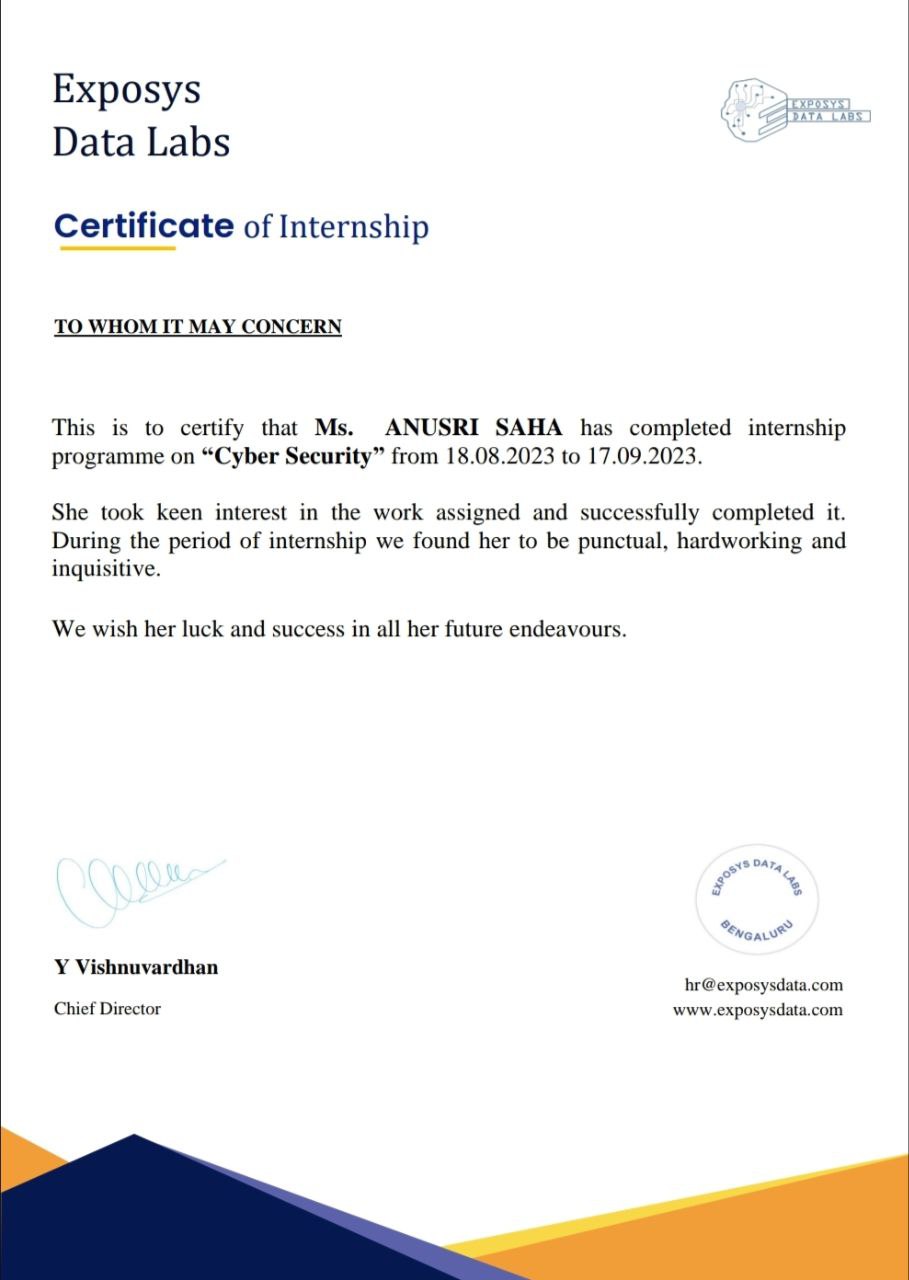 Exposys
Data Labs
EXPOSYS
DATA LABS
Certificate of Internship
TO WHOM IT MAY CONCERN
This is to certify that Ms. ANUSRI SAHA has completed internship
programme on “Cyber Security” from 18.08.2023 to 17.09.2023.
She took keen interest in the work assigned and successfully completed it.
During the period of internship we found her to be punctual, hardworking and
inquisitive.
We wish her luck and success in all her future endeavours.
EXPOSYS DATA LABS
BENGALURU
Y Vishnuvardhan
Chief Director
hr@exposysdata.com
www.exposysdata.com